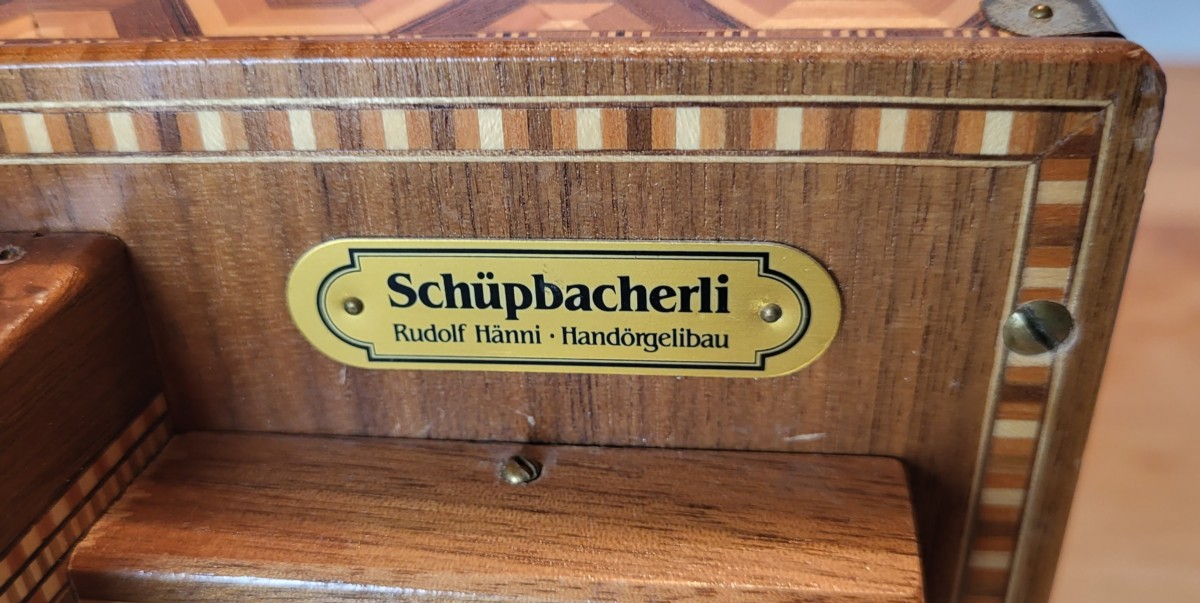 Schüpbacherli
Rudolf Hänni · Handörgelibau